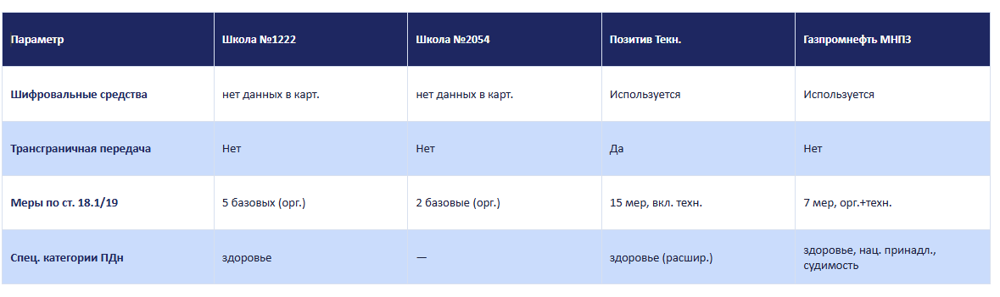 Параметр Школа №1222 Школа №2054 Позитив Текн. Газпромнефть МНПЗ
Шифровальные средства нет данных в карт. нет данных в карт. Используется Используется
Трансграничная передача Нет Нет Да Нет
Меры по ст. 18.1/19 5 базовых (орг.) 2 базовые (орг.) 15 мер, вкл. техн. 7 мер, орг.+техн.
Спец. категории ПДн здоровье — здоровье (расшир.) здоровье, нац. принадл.,
судимость